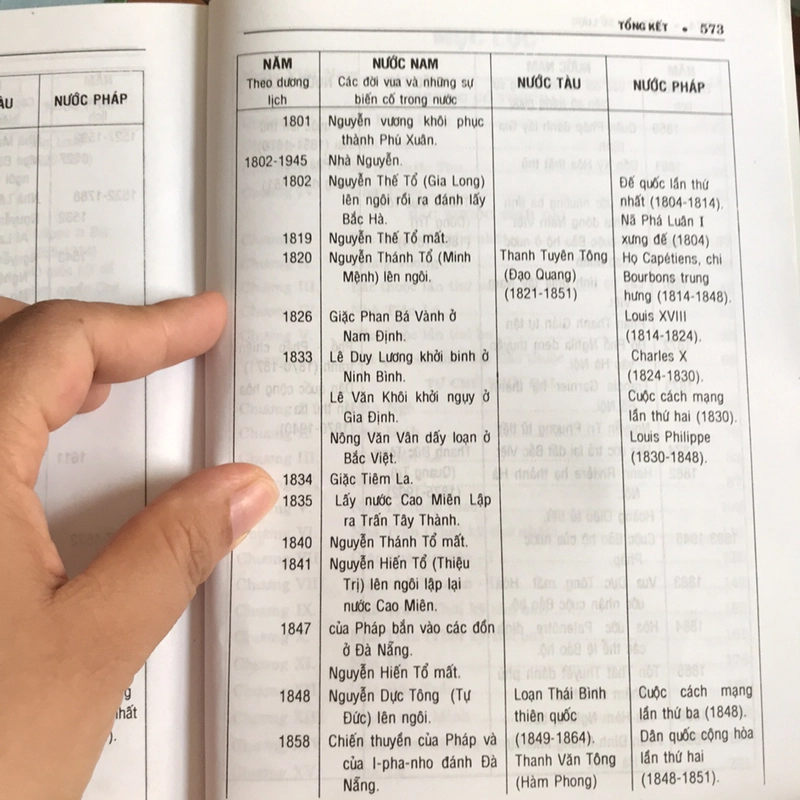 TỔNG KẾT • 573
ÀU
NƯỚC PHÁP
NĂM
Theo dương
lịch
NƯỚC NAM
Các đời vua và những sự
biến cố trong nước
NƯỚC TÀU
NƯỚC PHÁP
1801 Nguyễn vương khôi phục
thành Phú Xuân.
1802-1945 Nhà Nguyễn.
1802 Nguyễn Thế Tổ (Gia Long) Đế quốc lần thứ
lên ngôi rồi ra đánh lấy nhất (1804-1814).
Bắc Hà. Nã Phá Luân I
1819 Nguyễn Thế Tổ mất. xưng đế (1804)
1820 Nguyễn Thánh Tổ (Minh Thanh Tuyên Tông Họ Capétiens, chi
Mệnh) lên ngôi. (Đạo Quang) Bourbons trung
(1821-1851) hưng (1814-1848).
1826 Giặc Phan Bá Vành ở Louis XVIII
Nam Định. (1814-1824).
1833 Lê Duy Lương khởi binh ở Charles X
Ninh Bình. (1824-1830).
Lê Văn Khôi khởi ngụy ở Cuộc cách mạng
Gia Định. lần thứ hai (1830).
Nông Văn Vân dấy loạn ở Louis Philippe
Bắc Việt. (1830-1848).
1834 Giặc Tiêm La.
1835 Lấy nước Cao Miên Lập
ra Trấn Tây Thành.
1840 Nguyễn Thánh Tổ mất.
1841 Nguyễn Hiến Tổ (Thiệu
Trị) lên ngôi lập lại
nước Cao Miên.
1847 của Pháp bắn vào các đồn
ở Đà Nẵng.
Nguyễn Hiến Tổ mất.
1848 Nguyễn Dực Tông (Tự Loạn Thái Bình Cuộc cách mạng
Đức) lên ngôi. thiên quốc lần thứ ba (1848).
1858 Chiến thuyền của Pháp và (1849-1864). Dân quốc cộng hòa
của I-pha-nho đánh Đà Thanh Văn Tông lần thứ hai
Nẵng. (Hàm Phong) (1848-1851).